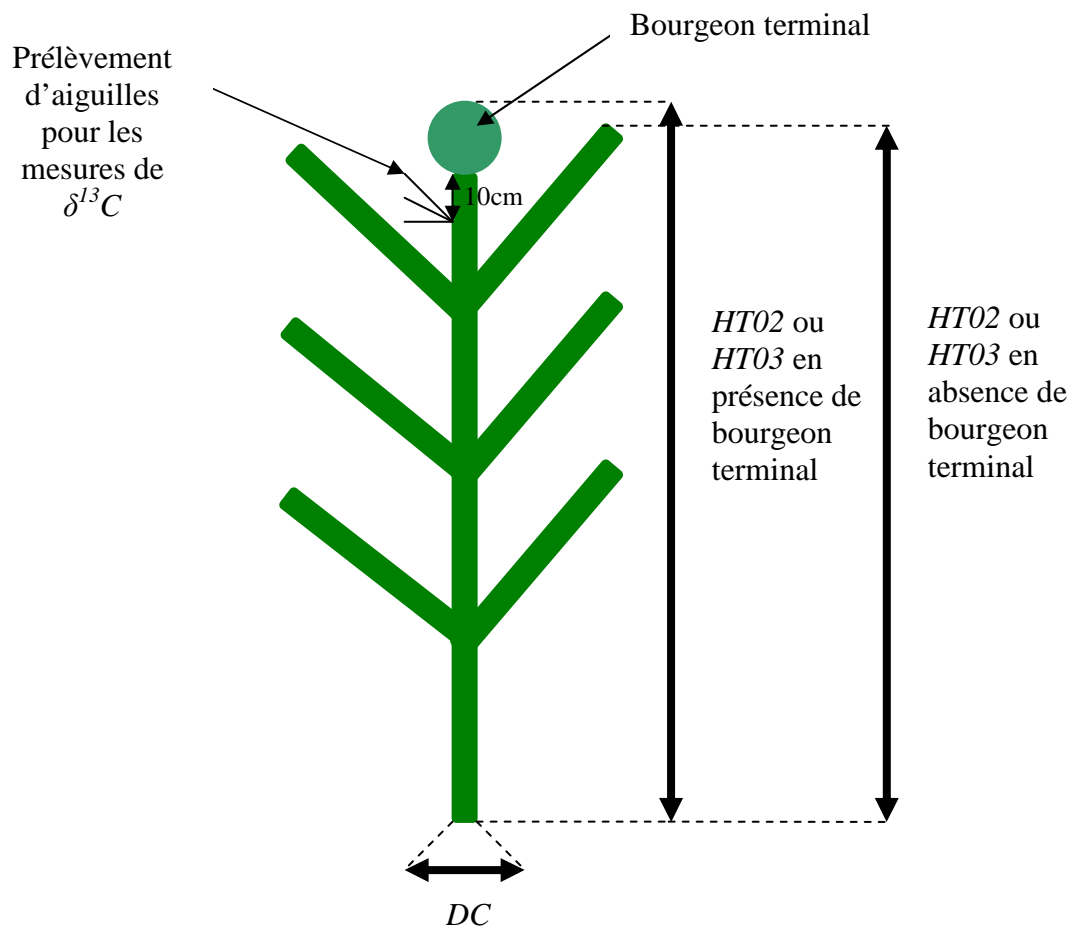 Bourgeon terminal
Prélèvement
d’aiguilles
pour les
mesures de
δ¹³C
10cm
HT02 ou
HT03 en
présence de
bourgeon
terminal
HT02 ou
HT03 en
absence de
bourgeon
terminal
DC